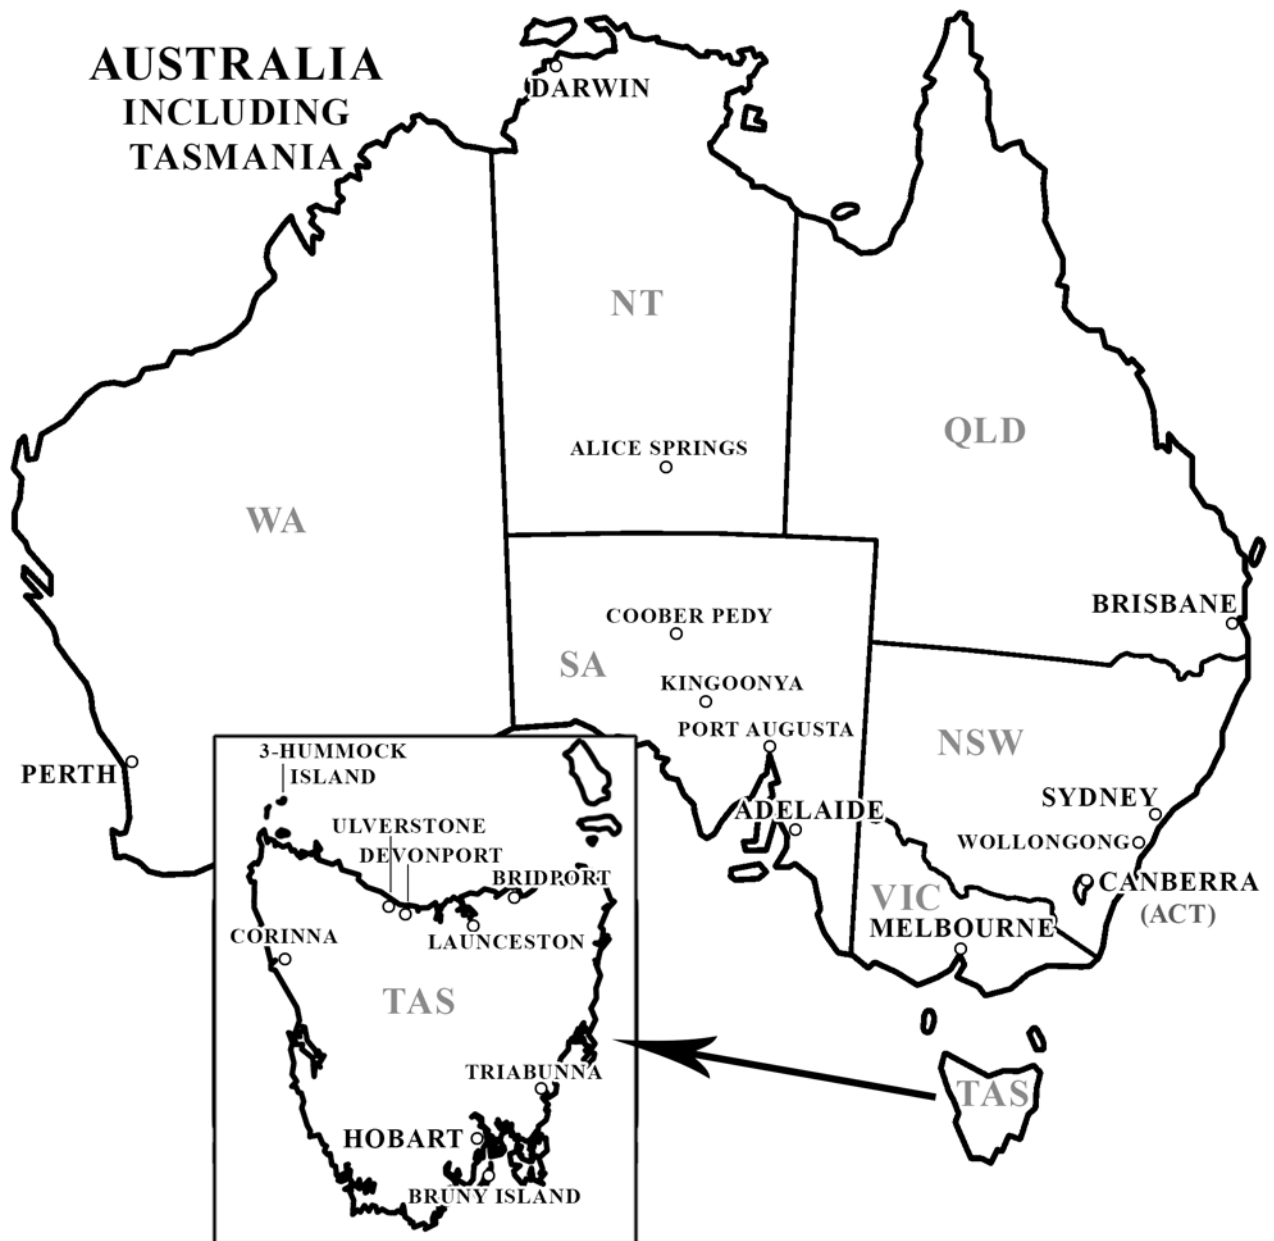 AUSTRALIA
INCLUDING
TASMANIA
DARWIN
NT
QLD
ALICE SPRINGS
WA
BRISBANE
COOBER PEDY
SA
KINGOONYA
PORT AUGUSTA
NSW
PERTH
SYDNEY
ADELAIDE
WOLLONGONG
VIC
CANBERRA
(ACT)
MELBOURNE
3-HUMMOCK
ISLAND
ULVERSTONE
DEVONPORT
BRIDPORT
CORINNA
LAUNCESTON
TAS
TRIABUNNA
HOBART
BRUNY ISLAND
TAS